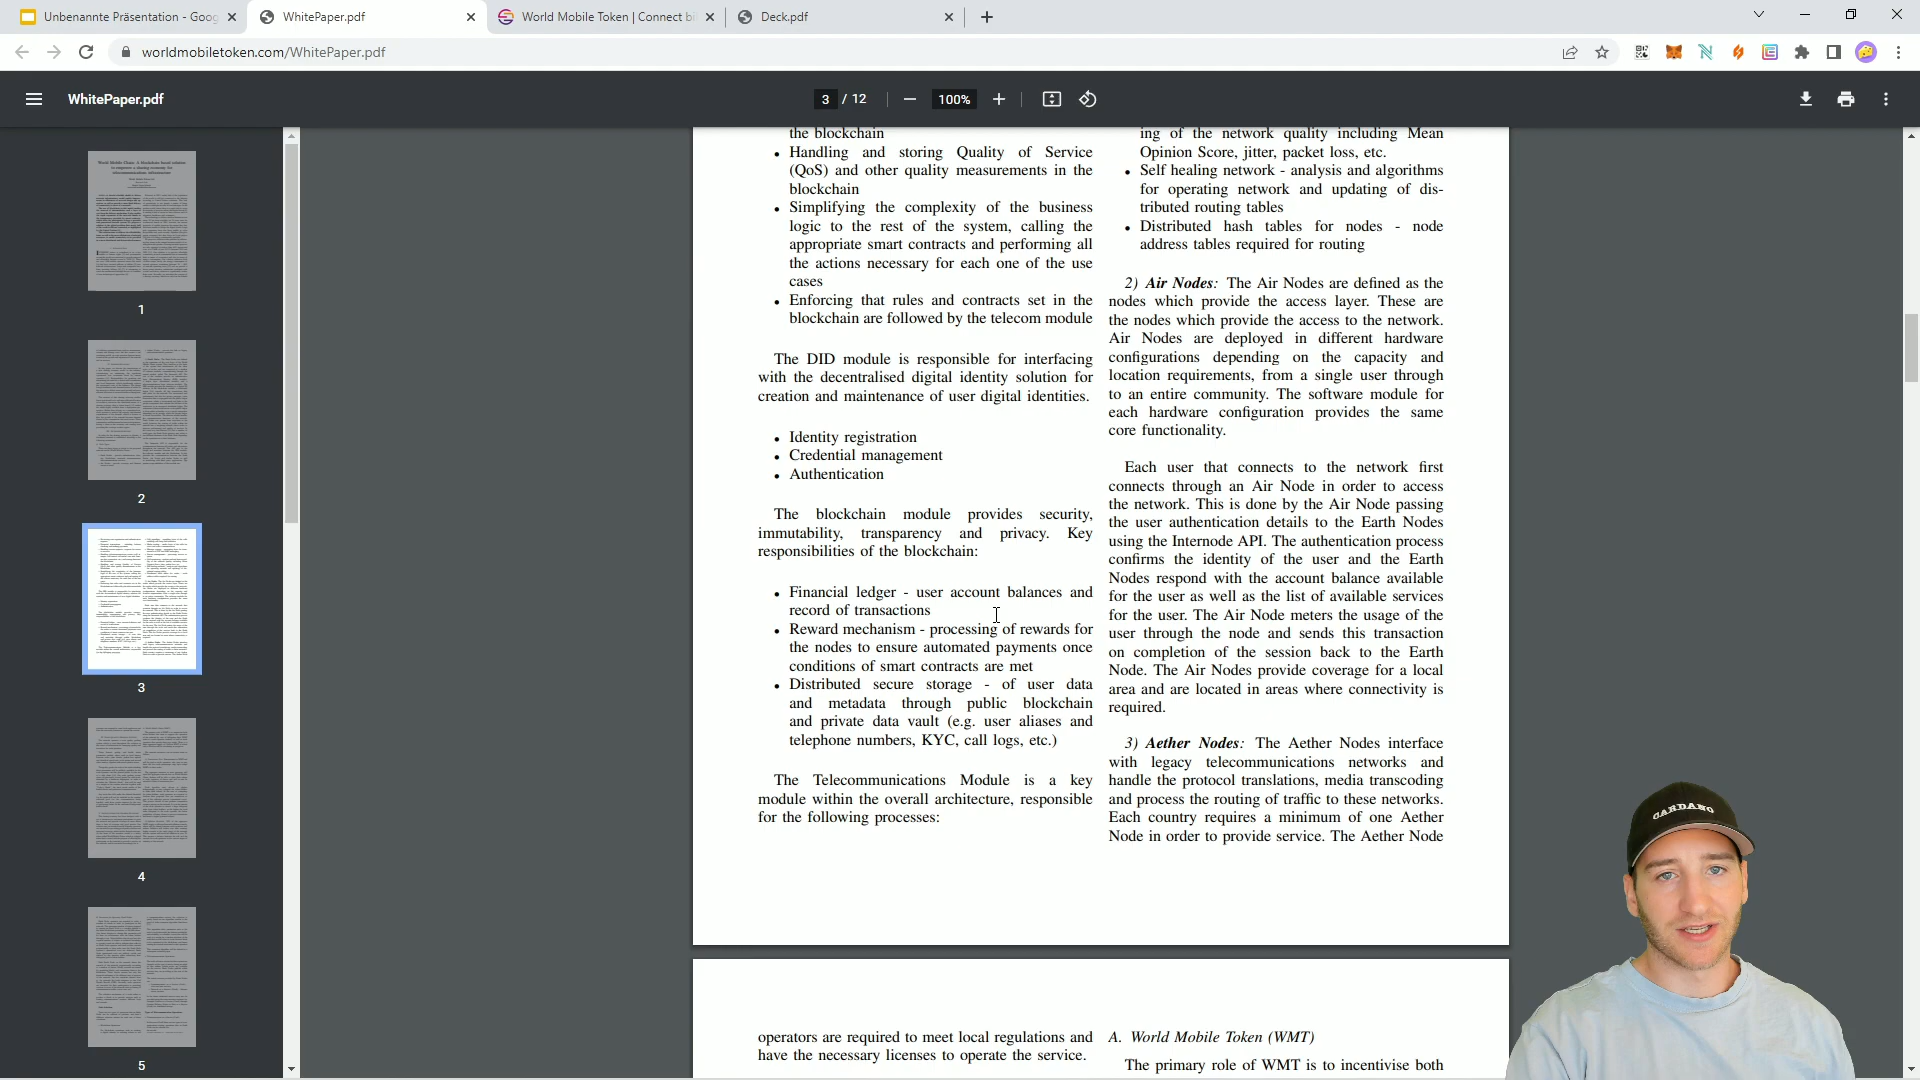 Unbenannte Präsentation - Goog
WhitePaper.pdf
World Mobile Token | Connect bi
Deck.pdf
worldmobiletoken.com/WhitePaper.pdf
WhitePaper.pdf
3 / 12
100%
1
2
3
4
5
the blockchain
Handling and storing Quality of Service
(QoS) and other quality measurements in the
blockchain
Simplifying the complexity of the business
logic to the rest of the system, calling the
appropriate smart contracts and performing all
the actions necessary for each one of the use
cases
Enforcing that rules and contracts set in the
blockchain are followed by the telecom module
The DID module is responsible for interfacing
with the decentralised digital identity solution for
creation and maintenance of user digital identities.
Identity registration
Credential management
Authentication
The blockchain module provides security,
immutability, transparency and privacy. Key
responsibilities of the blockchain:
Financial ledger - user account balances and
record of transactions
Reward mechanism - processing of rewards for
the nodes to ensure automated payments once
conditions of smart contracts are met
Distributed secure storage - of user data
and metadata through public blockchain
and private data vault (e.g. user aliases and
telephone numbers, KYC, call logs, etc.)
The Telecommunications Module is a key
module within the overall architecture, responsible
for the following processes:
ing of the network quality including Mean
Opinion Score, jitter, packet loss, etc.
Self healing network - analysis and algorithms
for operating network and updating of dis-
tributed routing tables
Distributed hash tables for nodes - node
address tables required for routing
2) Air Nodes: The Air Nodes are defined as the
nodes which provide the access layer. These are
the nodes which provide the access to the network.
Air Nodes are deployed in different hardware
configurations depending on the capacity and
location requirements, from a single user through
to an entire community. The software module for
each hardware configuration provides the same
core functionality.
Each user that connects to the network first
connects through an Air Node in order to access
the network. This is done by the Air Node passing
the user authentication details to the Earth Nodes
using the Internode API. The authentication process
confirms the identity of the user and the Earth
Nodes respond with the account balance available
for the user as well as the list of available services
for the user. The Air Node meters the usage of the
user through the node and sends this transaction
on completion of the session back to the Earth
Node. The Air Nodes provide coverage for a local
area and are located in areas where connectivity is
required.
3) Aether Nodes: The Aether Nodes interface
with legacy telecommunications networks and
handle the protocol translations, media transcoding
and process the routing of traffic to these networks.
Each country requires a minimum of one Aether
Node in order to provide service. The Aether Node
operators are required to meet local regulations and
have the necessary licenses to operate the service.
A. World Mobile Token (WMT)
The primary role of WMT is to incentivise both
CARDANO